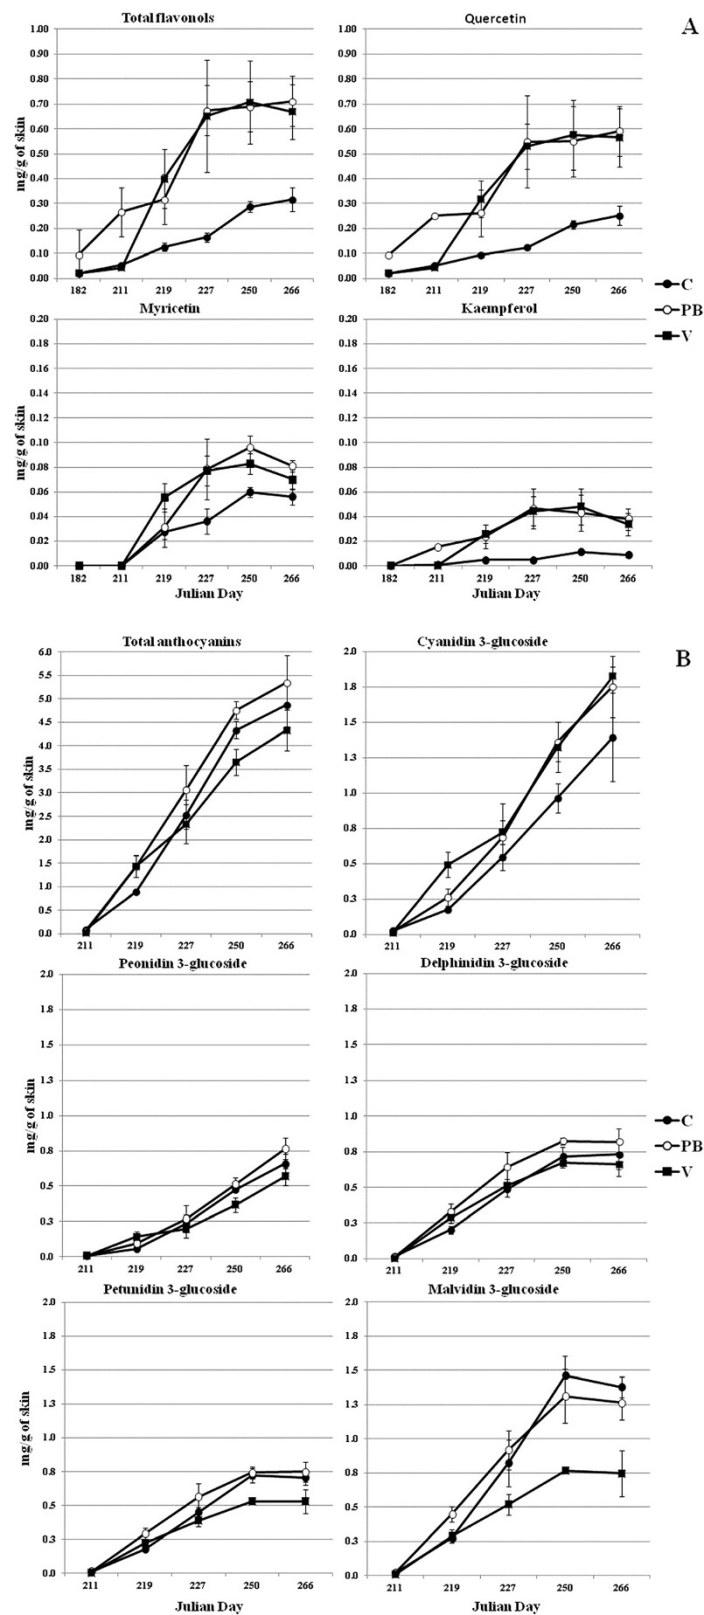 Total flavonols
Quercetin
A
1.00
0.90
0.80
0.70
0.60
0.50
0.40
0.30
0.20
0.10
0.00
mg/g of skin
182 211 219 227 250 266
1.00
0.90
0.80
0.70
0.60
0.50
0.40
0.30
0.20
0.10
0.00
182 211 219 227 250 266
C
PB
V
Myricetin
Kaempferol
0.20
0.18
0.16
0.14
0.12
0.10
0.08
0.06
0.04
0.02
0.00
mg/g of skin
182 211 219 227 250 266
Julian Day
0.20
0.18
0.16
0.14
0.12
0.10
0.08
0.06
0.04
0.02
0.00
182 211 219 227 250 266
Julian Day
Total anthocyanins
Cyanidin 3-glucoside
B
6.0
5.5
5.0
4.5
4.0
3.5
3.0
2.5
2.0
1.5
1.0
0.5
0.0
mg/g of skin
211 219 227 250 266
2.0
1.8
1.5
1.3
1.0
0.8
0.5
0.3
0.0
211 219 227 250 266
Peonidin 3-glucoside
Delphinidin 3-glucoside
2.0
1.8
1.5
1.3
1.0
0.8
0.5
0.3
0.0
mg/g of skin
211 219 227 250 266
2.0
1.8
1.5
1.3
1.0
0.8
0.5
0.3
0.0
211 219 227 250 266
C
PB
V
Petunidin 3-glucoside
Malvidin 3-glucoside
2.0
1.8
1.5
1.3
1.0
0.8
0.5
0.3
0.0
mg/g of skin
211 219 227 250 266
Julian Day
2.0
1.8
1.5
1.3
1.0
0.8
0.5
0.3
0.0
211 219 227 250 266
Julian Day